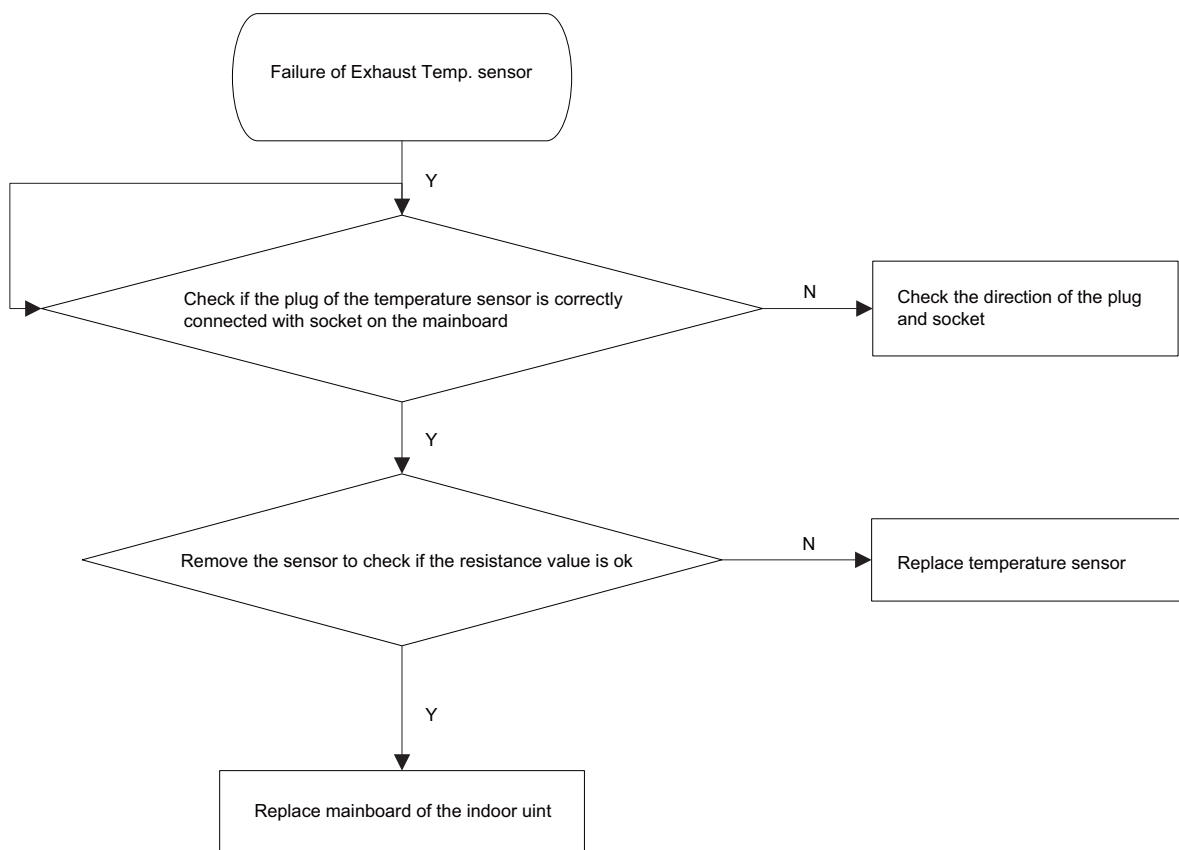 Failure of Exhaust Temp. sensor
Y
Check if the plug of the temperature sensor is correctly
connected with socket on the mainboard
N
Check the direction of the plug
and socket
Y
Remove the sensor to check if the resistance value is ok
N
Replace temperature sensor
Y
Replace mainboard of the indoor uint